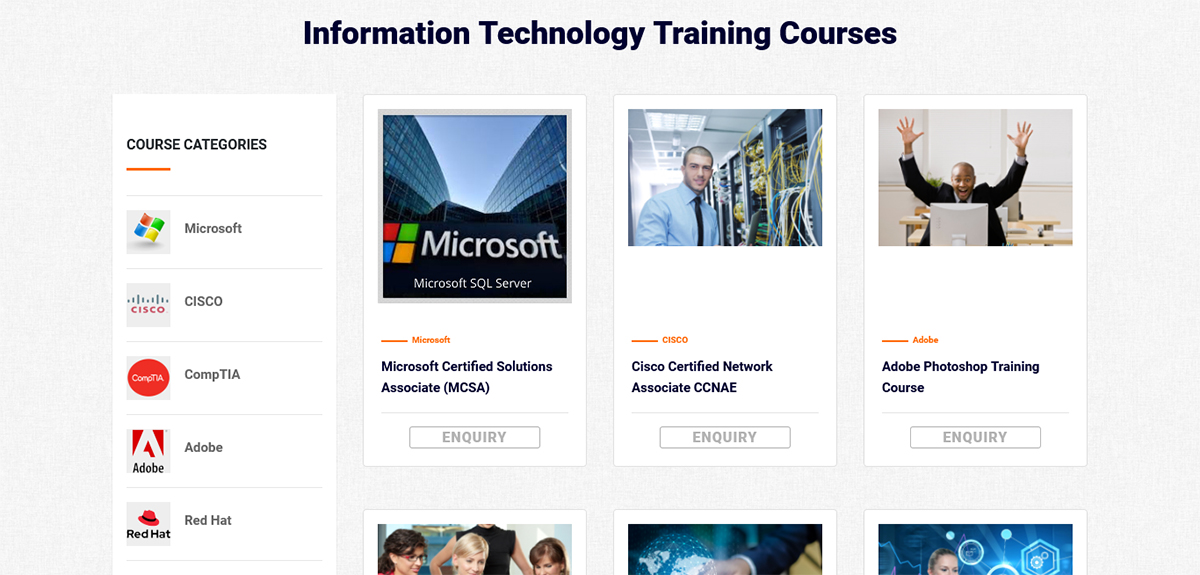 Information Technology Training Courses
COURSE CATEGORIES
Microsoft
CISCO
CISCO
CompTIA
CompTIA
Adobe
Adobe
Red Hat
Red Hat
Microsoft
Microsoft SQL Server
Microsoft
Microsoft Certified Solutions
Associate (MCSA)
ENQUIRY
CISCO
Cisco Certified Network
Associate CCNAE
ENQUIRY
Adobe
Adobe Photoshop Training
Course
ENQUIRY